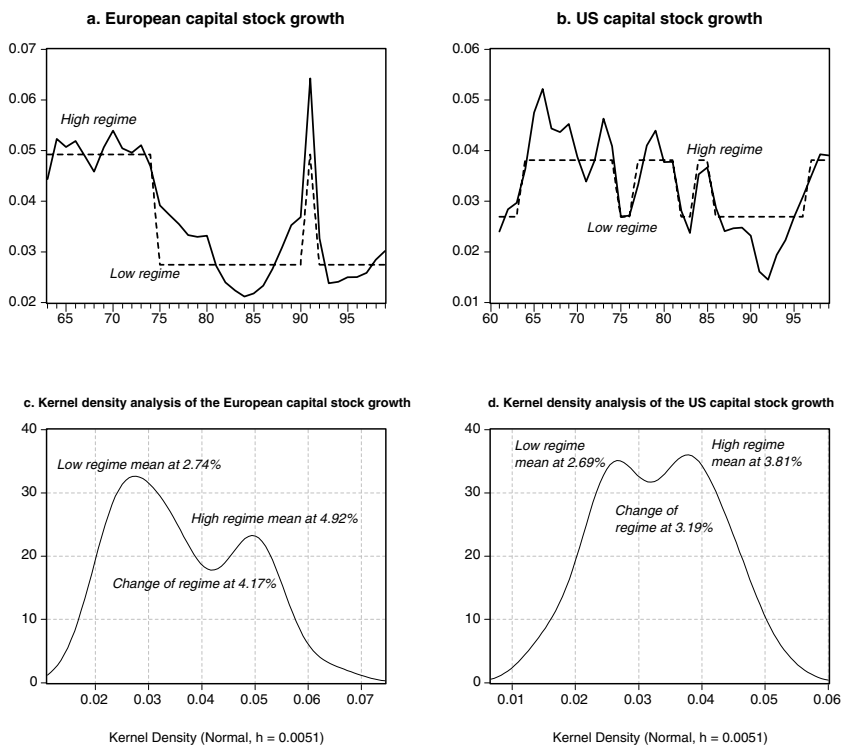 a. European capital stock growth
0.07
0.06
0.05
0.04
0.03
0.02
High regime
Low regime
65 70 75 80 85 90 95
b. US capital stock growth
0.06
0.05
0.04
0.03
0.02
0.01
High regime
Low regime
60 65 70 75 80 85 90 95
c. Kernel density analysis of the European capital stock growth
40
30
20
10
0
Low regime mean at 2.74%
High regime mean at 4.92%
Change of regime at 4.17%
0.02 0.03 0.04 0.05 0.06 0.07
Kernel Density (Normal, h = 0.0051)
d. Kernel density analysis of the US capital stock growth
40
30
20
10
0
Low regime
mean at 2.69%
High regime
mean at 3.81%
Change of
regime at 3.19%
0.01 0.02 0.03 0.04 0.05 0.06
Kernel Density (Normal, h = 0.0051)